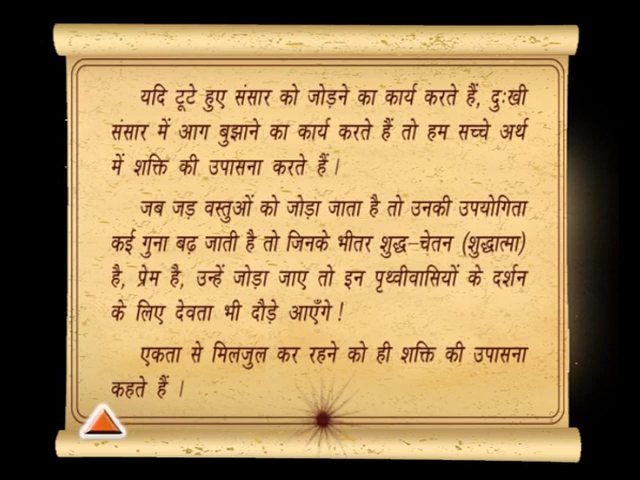 यदि टूटे हुए संसार को जोड़ने का कार्य करते हैं, दुःखी
संसार में आग बुझाने का कार्य करते हैं तो हम सच्चे अर्थ
में शक्ति की उपासना करते हैं।
जब जड़ वस्तुओं को जोड़ा जाता है तो उनकी उपयोगिता
कई गुना बढ़ जाती है तो जिनके भीतर शुद्ध-चेतन (शुद्धात्मा)
है, प्रेम है, उन्हें जोड़ा जाए तो इन पृथ्वीवासियों के दर्शन
के लिए देवता भी दौड़े आएँगे!
एकता से मिलजुल कर रहने को ही शक्ति की उपासना
कहते हैं ।